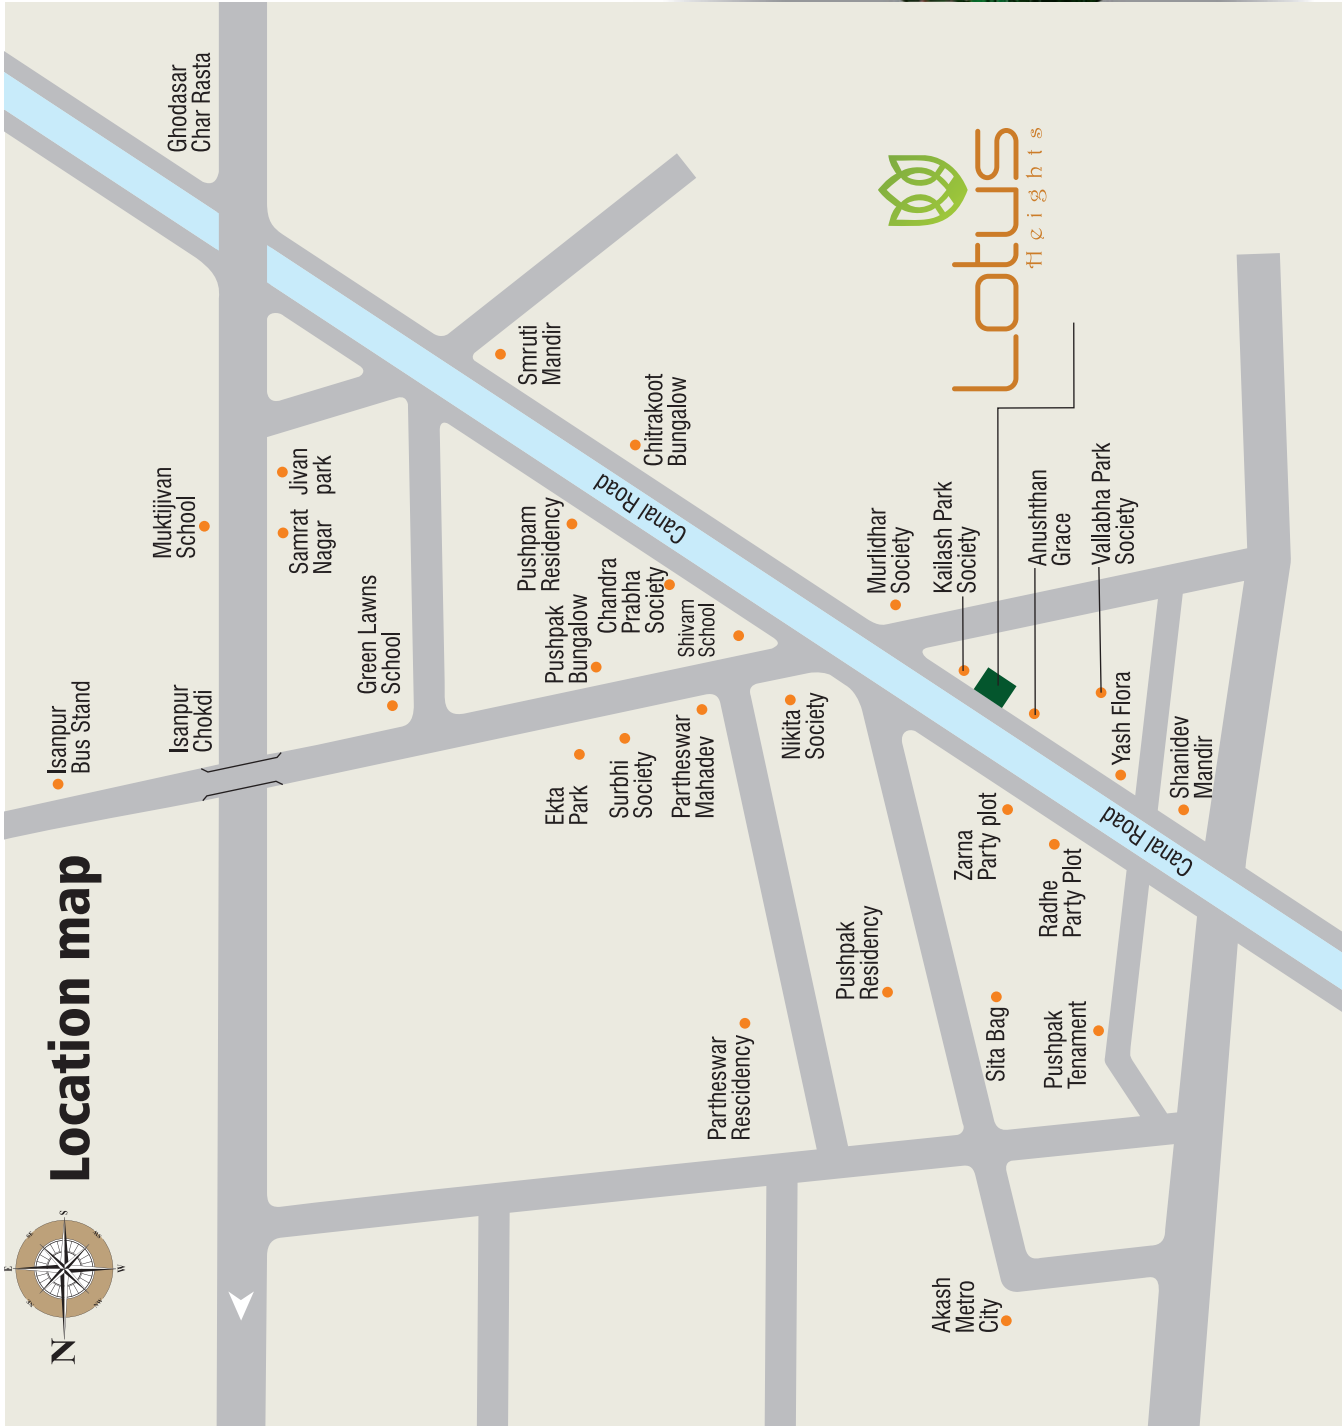 Location map
N
E
S
W
NE
SE
SW
NW
Isanpur
Bus Stand
Isanpur
Chokdi
Ghodasar
Char Rasta
Muktijivan
School
Samrat
Nagar
Jivan
park
Green Lawns
School
Smruti
Mandir
Chitrakoot
Bungalow
Pushpam
Residency
Pushpak
Bungalow
Chandra
Prabha
Society
Shivam
School
Canal Road
Ekta
Park
Surbhi
Society
Partheswar
Mahadev
Nikita
Society
Partheswar
Rescidency
Pushpak
Residency
Murlidhar
Society
Kailash Park
Society
Lotus
Heights
Anushthan
Grace
Vallabha Park
Society
Yash Flora
Shanidev
Mandir
Zarna
Party plot
Radhe
Party Plot
Canal Road
Sita Bag
Pushpak
Tenament
Akash
Metro
City